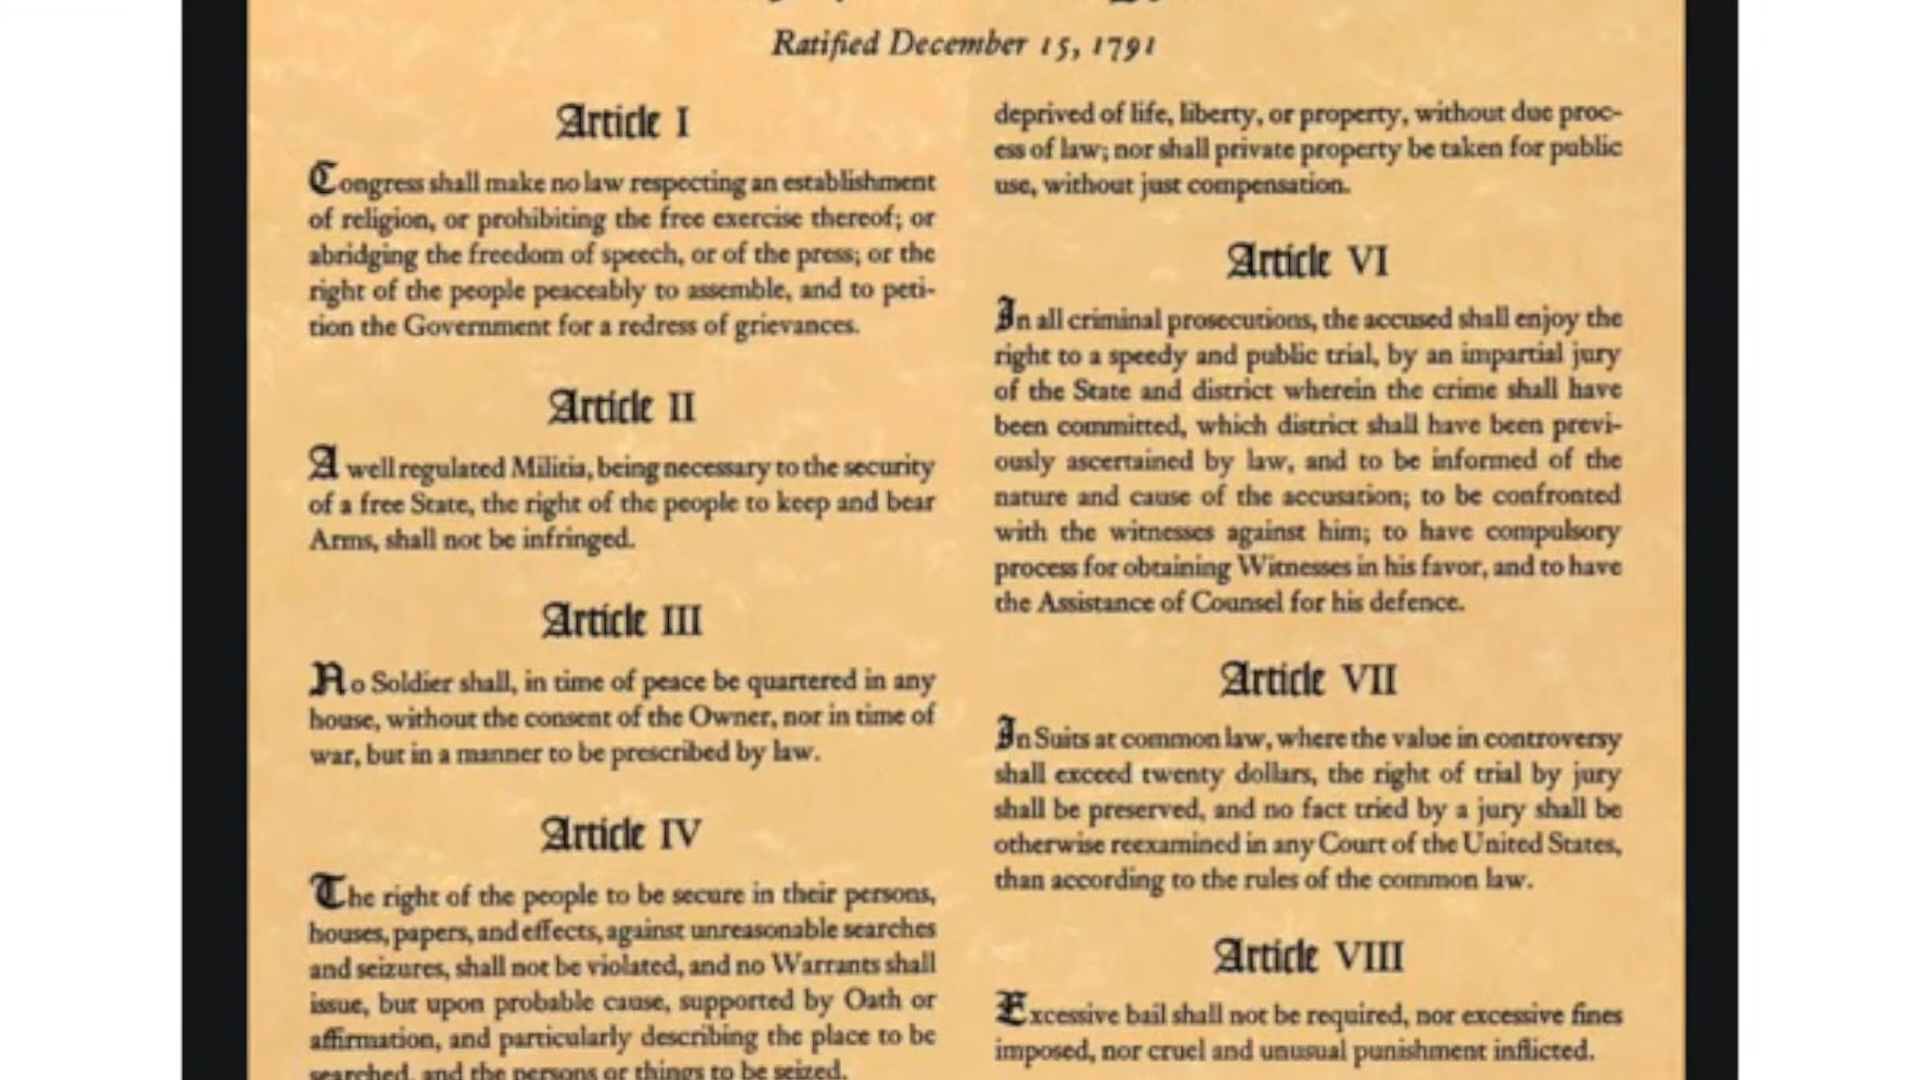 Ratified December 15, 1791
Article I
Congress shall make no law respecting an establishment
of religion, or prohibiting the free exercise thereof; or
abridging the freedom of speech, or of the press; or the
right of the people peaceably to assemble, and to peti-
tion the Government for a redress of grievances.
Article II
A well regulated Militia, being necessary to the security
of a free State, the right of the people to keep and bear
Arms, shall not be infringed.
Article III
No Soldier shall, in time of peace be quartered in any
house, without the consent of the Owner, nor in time of
war, but in a manner to be prescribed by law.
Article IV
The right of the people to be secure in their persons,
houses, papers, and effects, against unreasonable searches
and seizures, shall not be violated, and no Warrants shall
issue, but upon probable cause, supported by Oath or
affirmation, and particularly describing the place to be
searched, and the persons or things to be seized.
deprived of life, liberty, or property, without due proc-
ess of law; nor shall private property be taken for public
use, without just compensation.
Article VI
In all criminal prosecutions, the accused shall enjoy the
right to a speedy and public trial, by an impartial jury
of the State and district wherein the crime shall have
been committed, which district shall have been previ-
ously ascertained by law, and to be informed of the
nature and cause of the accusation; to be confronted
with the witnesses against him; to have compulsory
process for obtaining Witnesses in his favor, and to have
the Assistance of Counsel for his defence.
Article VII
In Suits at common law, where the value in controversy
shall exceed twenty dollars, the right of trial by jury
shall be preserved, and no fact tried by a jury shall be
otherwise reexamined in any Court of the United States,
than according to the rules of the common law.
Article VIII
Excessive bail shall not be required, nor excessive fines
imposed, nor cruel and unusual punishment inflicted.